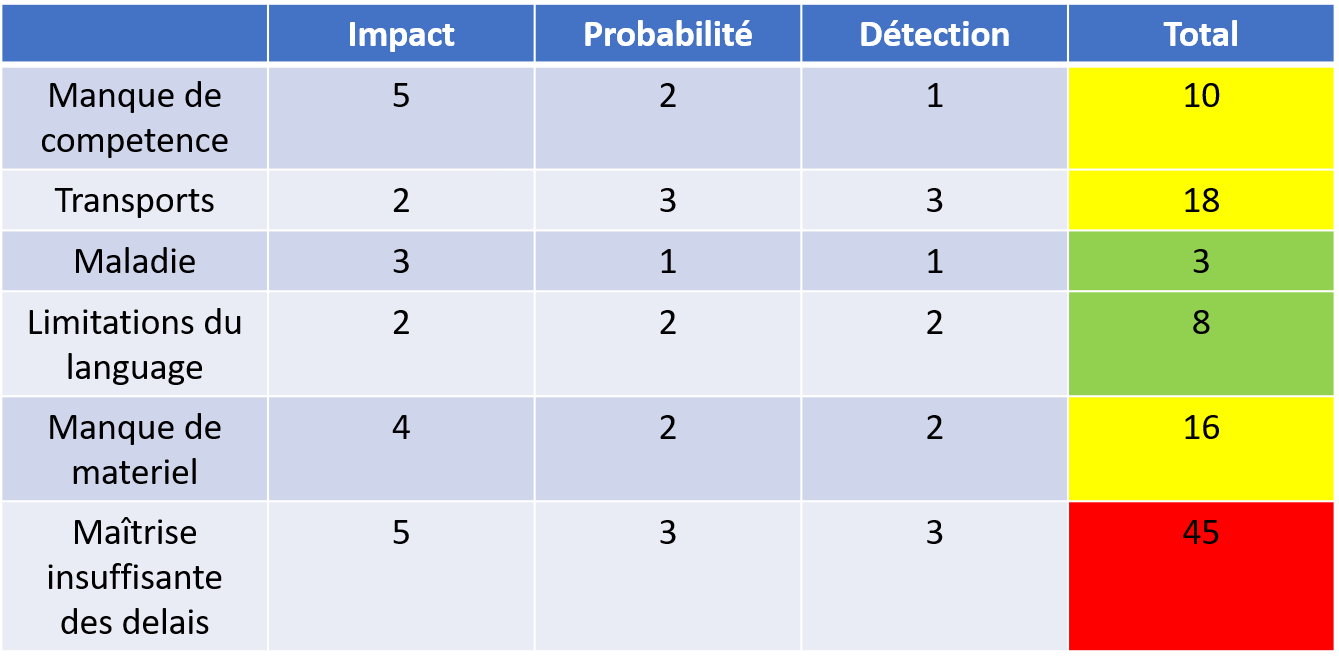 Impact Probabilité Détection Total
Manque de
competence 5 2 1 10
Transports 2 3 3 18
Maladie 3 1 1 3
Limitations du
language 2 2 2 8
Manque de
materiel 4 2 2 16
Maîtrise
insuffisante
des delais 5 3 3 45